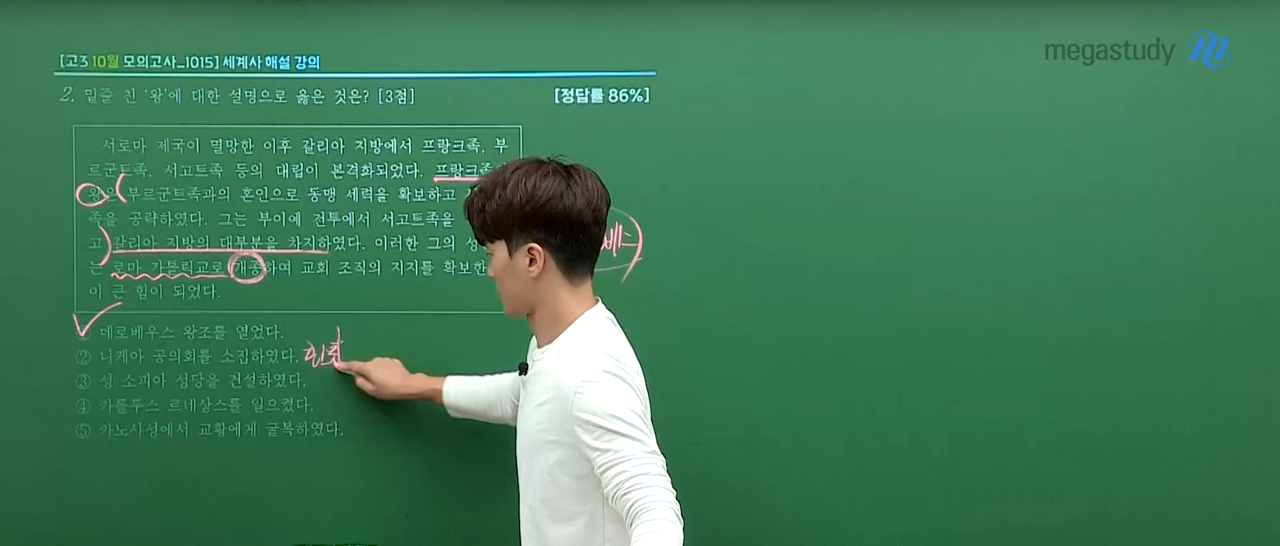 megastudy
[고3 10월 모의고사_1015] 세계사 해설 강의
2. 밑줄 친 '왕'에 대한 설명으로 옳은 것은? [3점]
[정답률 86%]
서로마 제국이 멸망한 이후 갈리아 지방에서 프랑크족, 부
르군트족, 서고트족 등의 대립이 본격화되었다. 프랑크족
왕은 부르군트족과의 혼인으로 동맹 세력을 확보하고
족을 공략하였다. 그는 부이예 전투에서 서고트족을
고 갈리아 지방의 대부분을 차지하였다. 이러한 그의 성
는 로마 가톨릭교로 개종하여 교회 조직의 지지를 확보한
이 큰 힘이 되었다.
① 메로베우스 왕조를 열었다.
② 니케아 공의회를 소집하였다.
③ 성 소피아 성당을 건설하였다.
④ 카롤루스 르네상스를 일으켰다.
⑤ 카노사성에서 교황에게 굴복하였다.